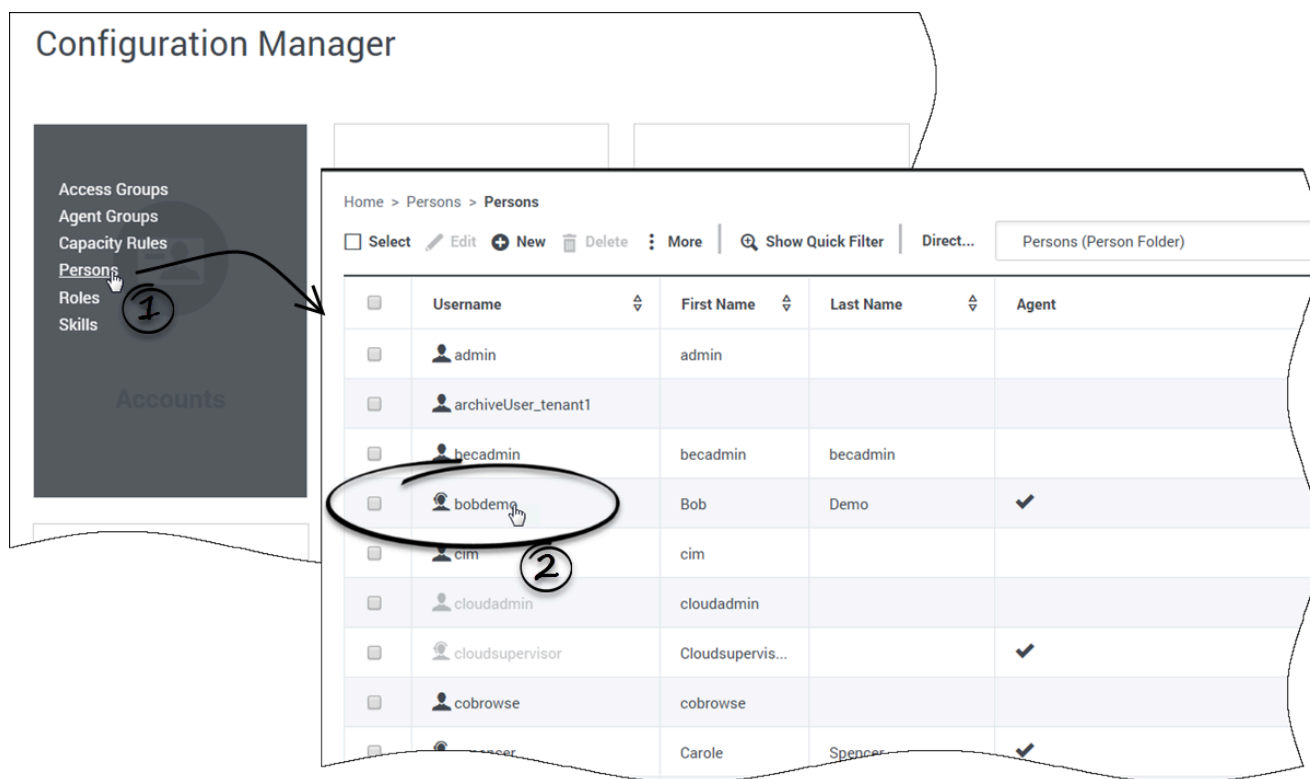 Configuration Manager
Access Groups
Agent Groups
Capacity Rules
Persons
Roles
Skills
Accounts
1
Home > Persons > Persons
Select Edit New Delete More Show Quick Filter Direct... Persons (Person Folder)
Username First Name Last Name Agent
admin admin
archiveUser_tenant1
becadmin becadmin becadmin
bobdemo Bob Demo
2
cim cim
cloudadmin cloudadmin
cloudsupervisor Cloudsupervis...
cobrowse cobrowse
Carole Spencer